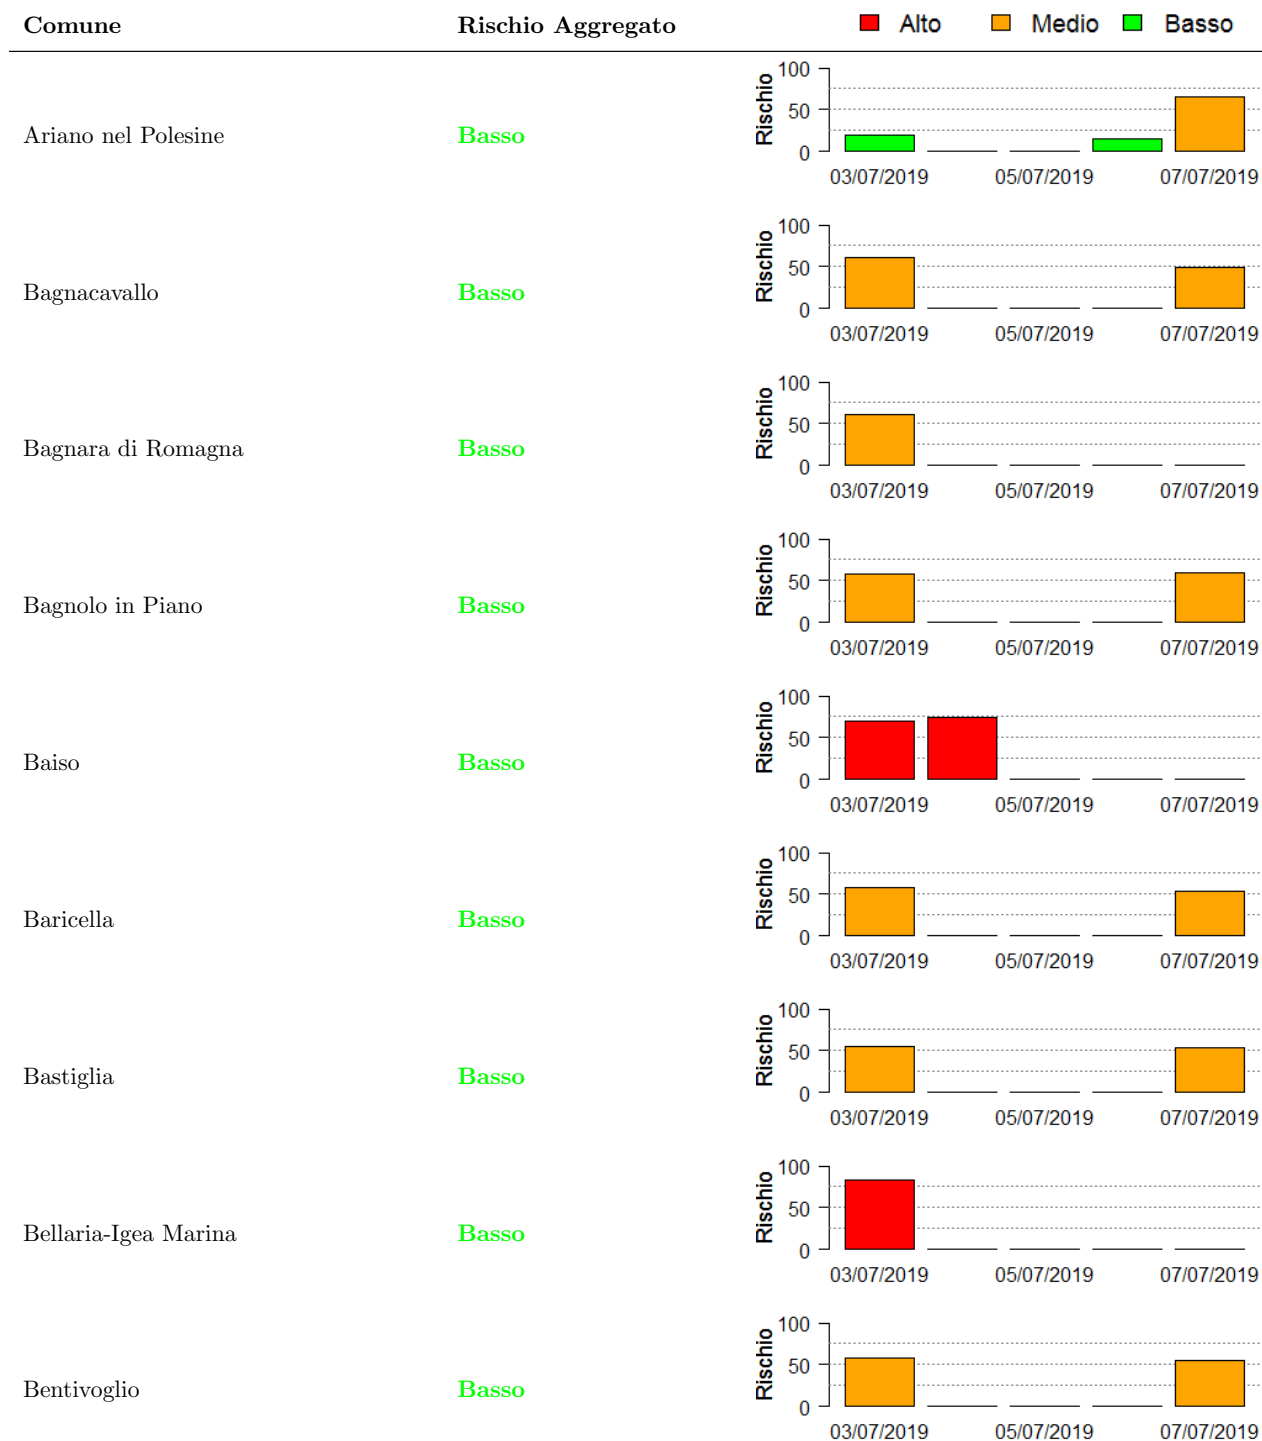 Comune Rischio Aggregato Alto Medio Basso
100
50
0
Rischio
Ariano nel Polesine Basso
03/07/2019 05/07/2019 07/07/2019
100
50
0
Rischio
Bagnacavallo Basso
03/07/2019 05/07/2019 07/07/2019
100
50
0
Rischio
Bagnara di Romagna Basso
03/07/2019 05/07/2019 07/07/2019
100
50
0
Rischio
Bagnolo in Piano Basso
03/07/2019 05/07/2019 07/07/2019
100
50
0
Rischio
Baiso Basso
03/07/2019 05/07/2019 07/07/2019
100
50
0
Rischio
Baricella Basso
03/07/2019 05/07/2019 07/07/2019
100
50
0
Rischio
Bastiglia Basso
03/07/2019 05/07/2019 07/07/2019
100
50
0
Rischio
Bellaria-Igea Marina Basso
03/07/2019 05/07/2019 07/07/2019
100
50
0
Rischio
Bentivoglio Basso
03/07/2019 05/07/2019 07/07/2019